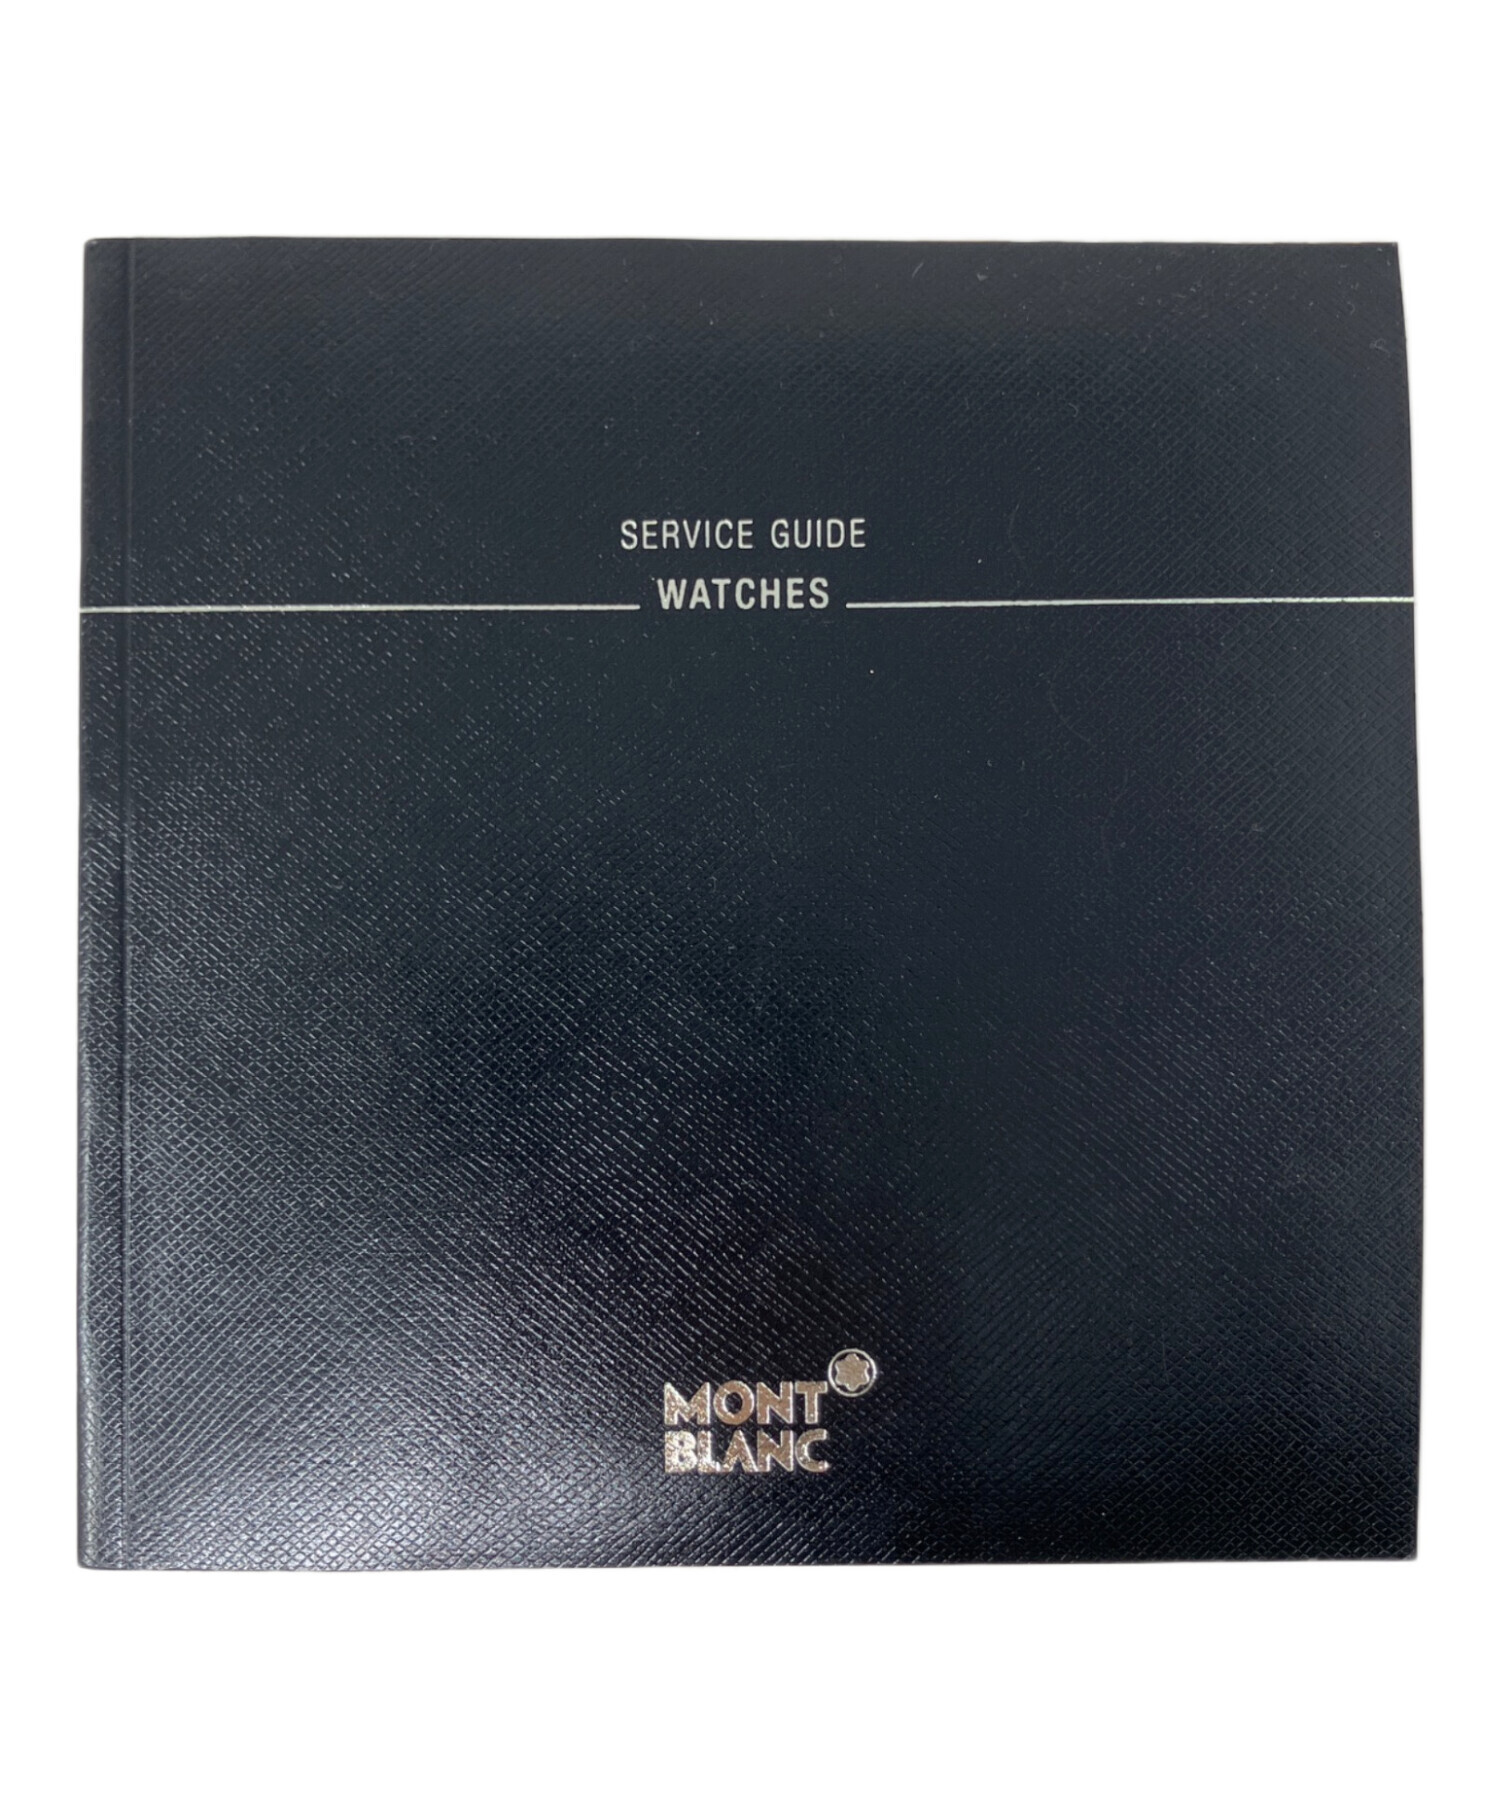 SERVICE GUIDE
WATCHES
MONT
BLANC